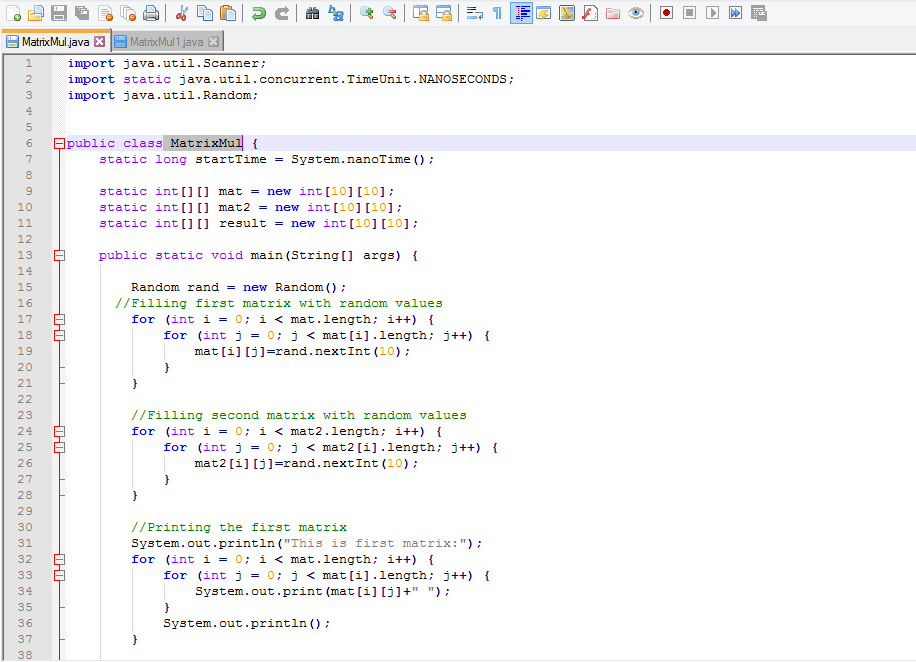 MatrixMul.java MatrixMul1.java
1 import java.util.Scanner;
2 import static java.util.concurrent.TimeUnit.NANOSECONDS;
3 import java.util.Random;
4
5
6 public class MatrixMul {
7     static long startTime = System.nanoTime();
8
9     static int[][] mat = new int[10][10];
10     static int[][] mat2 = new int[10][10];
11     static int[][] result = new int[10][10];
12
13     public static void main(String[] args) {
14
15         Random rand = new Random();
16       //Filling first matrix with random values
17         for (int i = 0; i < mat.length; i++) {
18             for (int j = 0; j < mat[i].length; j++) {
19                 mat[i][j]=rand.nextInt(10);
20             }
21         }
22
23         //Filling second matrix with random values
24         for (int i = 0; i < mat2.length; i++) {
25             for (int j = 0; j < mat2[i].length; j++) {
26                 mat2[i][j]=rand.nextInt(10);
27             }
28         }
29
30         //Printing the first matrix
31         System.out.println("This is first matrix:");
32         for (int i = 0; i < mat.length; i++) {
33             for (int j = 0; j < mat[i].length; j++) {
34                 System.out.print(mat[i][j]+" ");
35             }
36             System.out.println();
37         }
38